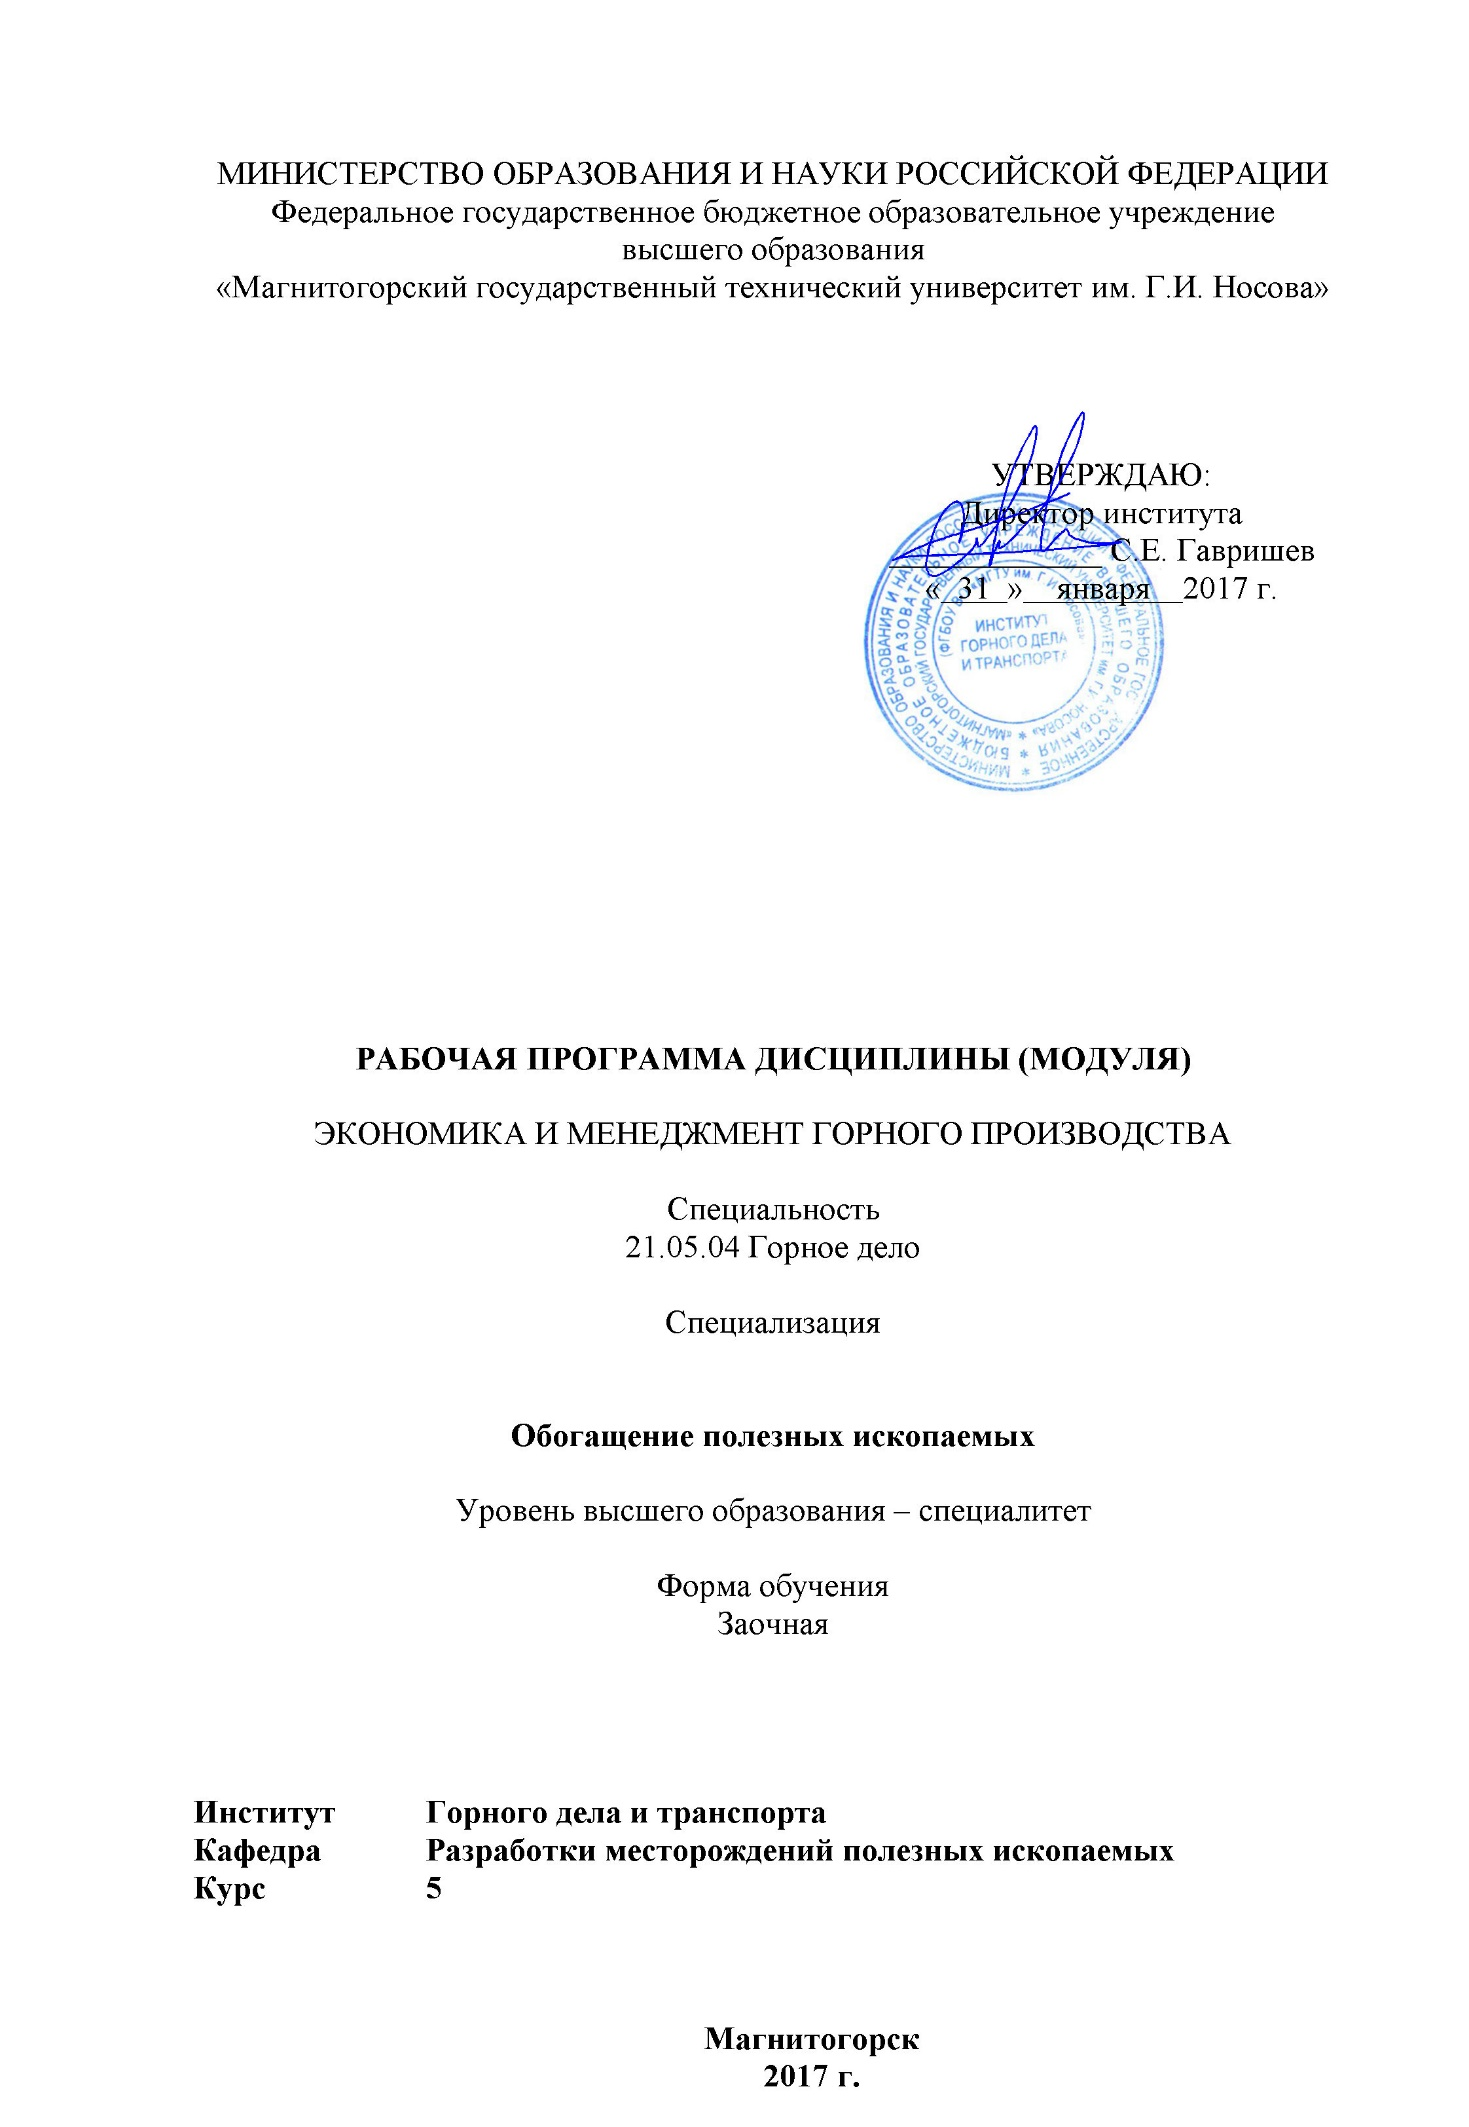 МИНИСТЕРСТВО ОБРАЗОВАНИЯ И НАУКИ РОССИЙСКОЙ ФЕДЕРАЦИИ
Федеральное государственное бюджетное образовательное учреждение
высшего образования
«Магнитогорский государственный технический университет им. Г.И. Носова»
УТВЕРЖДАЮ:
Директор института
_____________ С.Е. Гавришев
«_31_»__января__2017 г.
ИНСТИТУТ
ГОРНОГО ДЕЛА
И ТРАНСПОРТА
РАБОЧАЯ ПРОГРАММА ДИСЦИПЛИНЫ (МОДУЛЯ)
ЭКОНОМИКА И МЕНЕДЖМЕНТ ГОРНОГО ПРОИЗВОДСТВА
Специальность
21.05.04 Горное дело
Специализация
Обогащение полезных ископаемых
Уровень высшего образования – специалитет
Форма обучения
Заочная
Институт Горного дела и транспорта
Кафедра Разработки месторождений полезных ископаемых
Курс 5
Магнитогорск
2017 г.